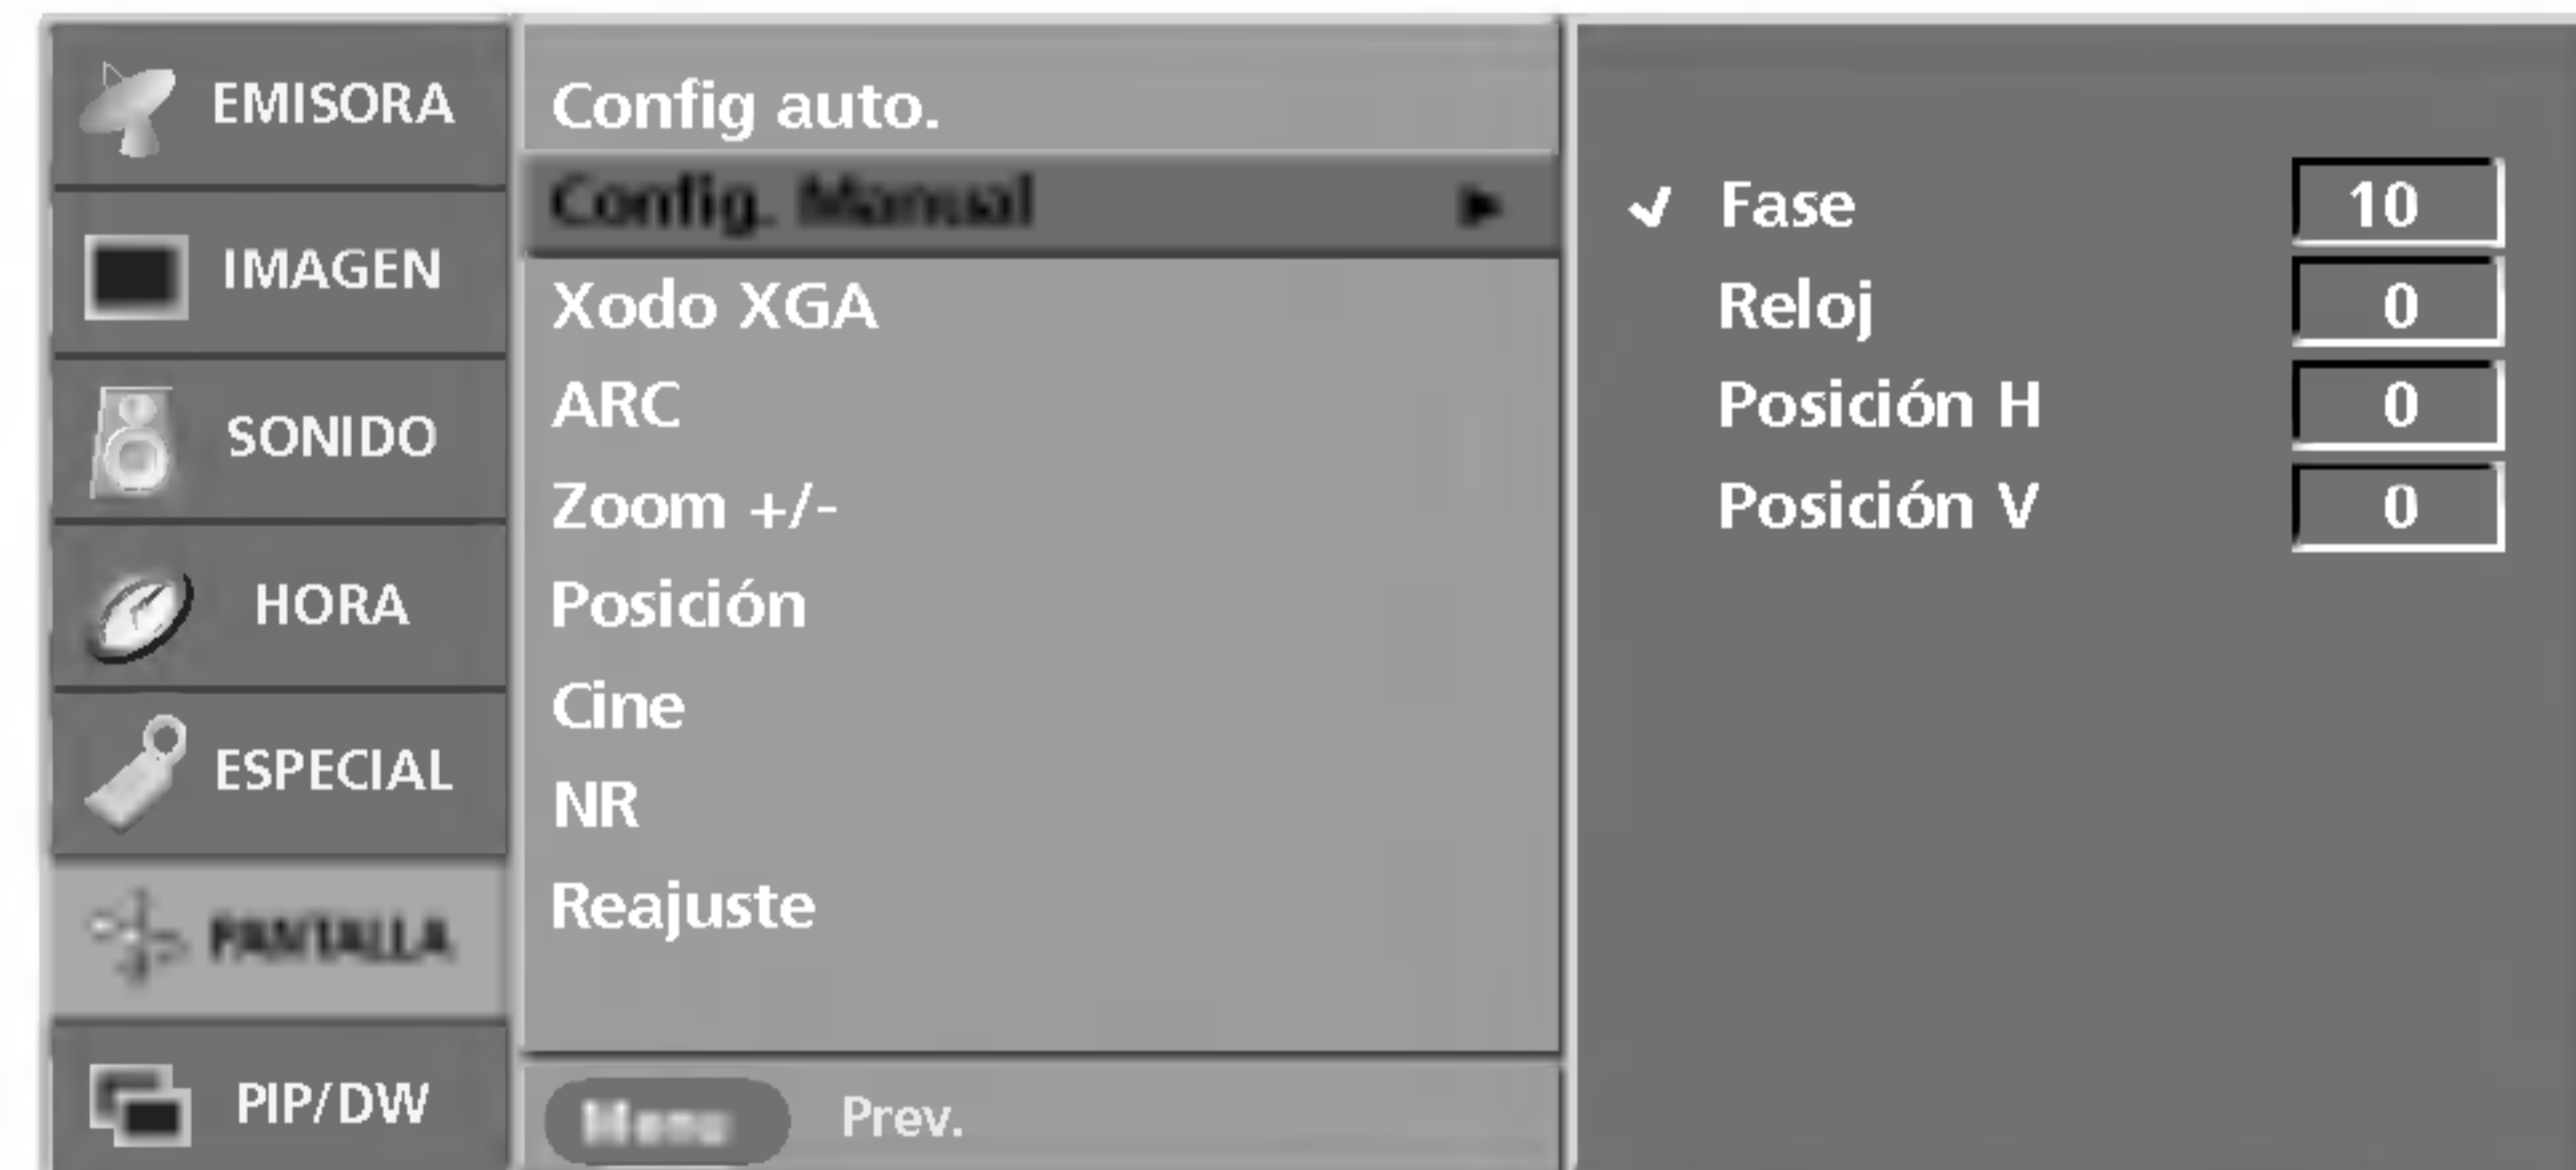 EMISORA
IMAGEN
SONIDO
HORA
ESPECIAL
PANTALLA
PIP/DW
Config auto.
Config. Manual
Xodo XGA
ARC
Zoom +/-
Posición
Cine
NR
Reajuste
Menu Prev.
Fase 10
Reloj 0
Posición H 0
Posición V 0